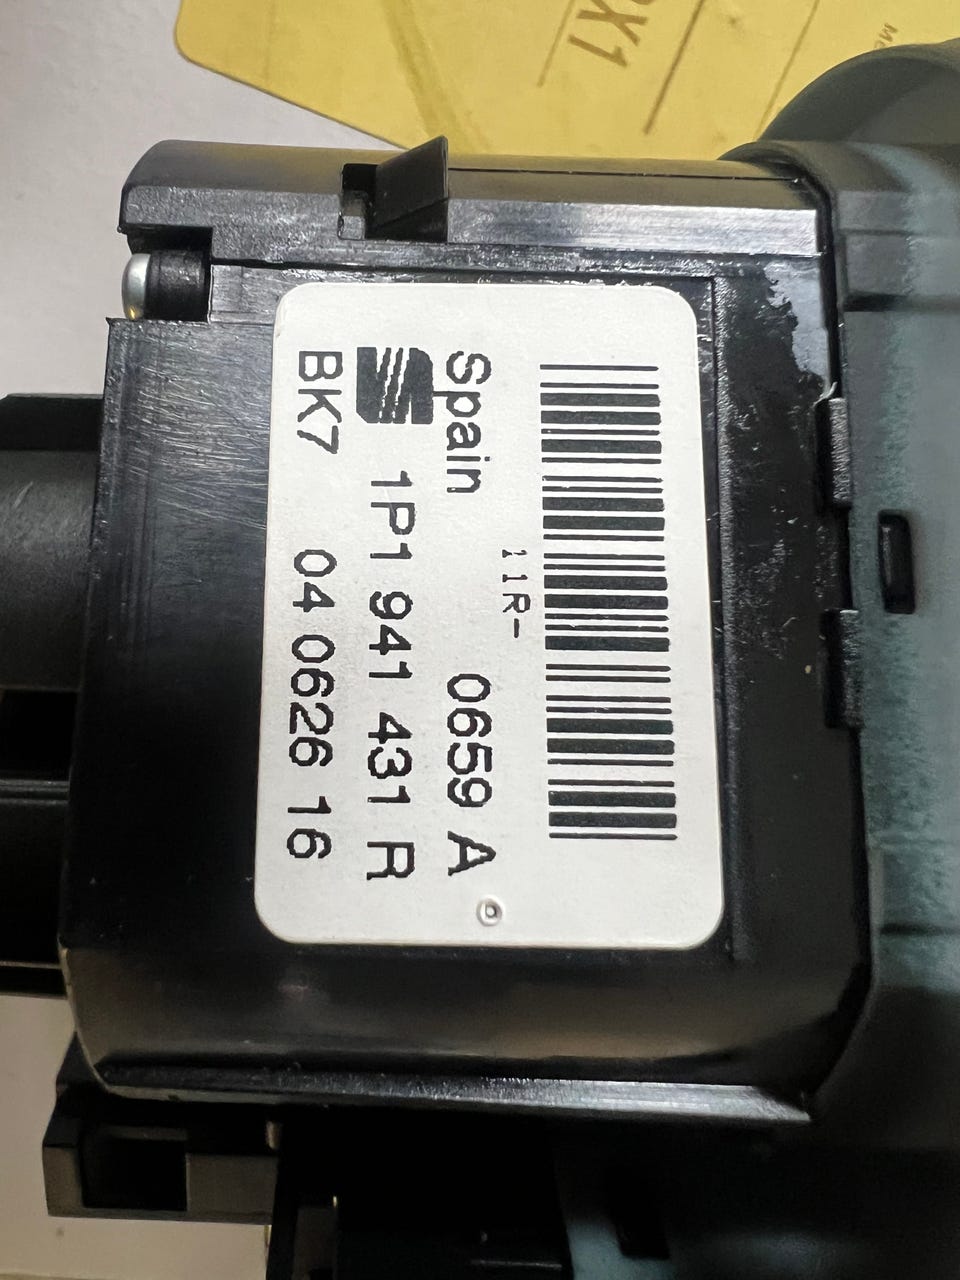 11R-
Spain 0659 A
1P1 941 431 R
BK7 04 0626 16